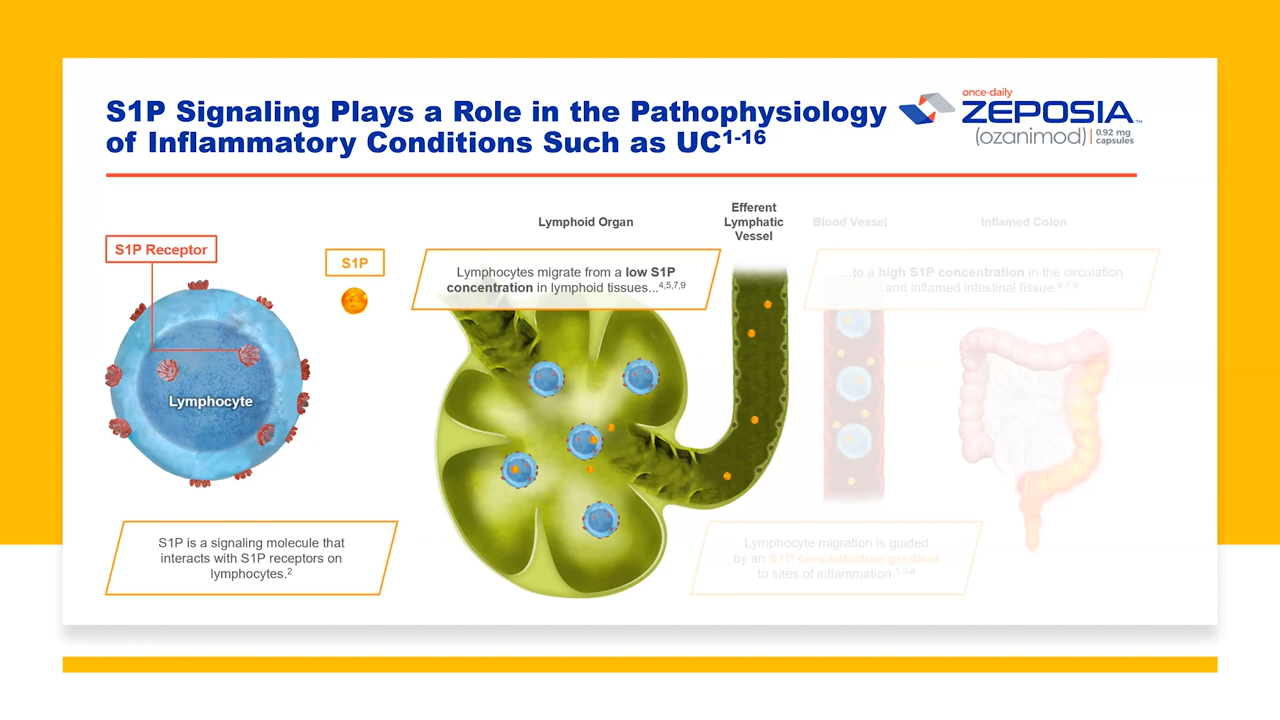 S1P Signaling Plays a Role in the Pathophysiology
of Inflammatory Conditions Such as UC1-16
once-daily
ZEPOSIA™
(ozanimod) | 0.92 mg
capsules
S1P Receptor
Lymphocyte
S1P
S1P is a signaling molecule that
interacts with S1P receptors on
lymphocytes.2
Lymphoid Organ
Efferent
Lymphatic
Vessel
Blood Vessel
Inflamed Colon
Lymphocytes migrate from a low S1P
concentration in lymphoid tissues...4,5,7,9
...to a high S1P concentration in the circulation
and inflamed intestinal tissue.4-7,9
Lymphocyte migration is guided
by an S1P concentration gradient
to sites of inflammation.1,3-8